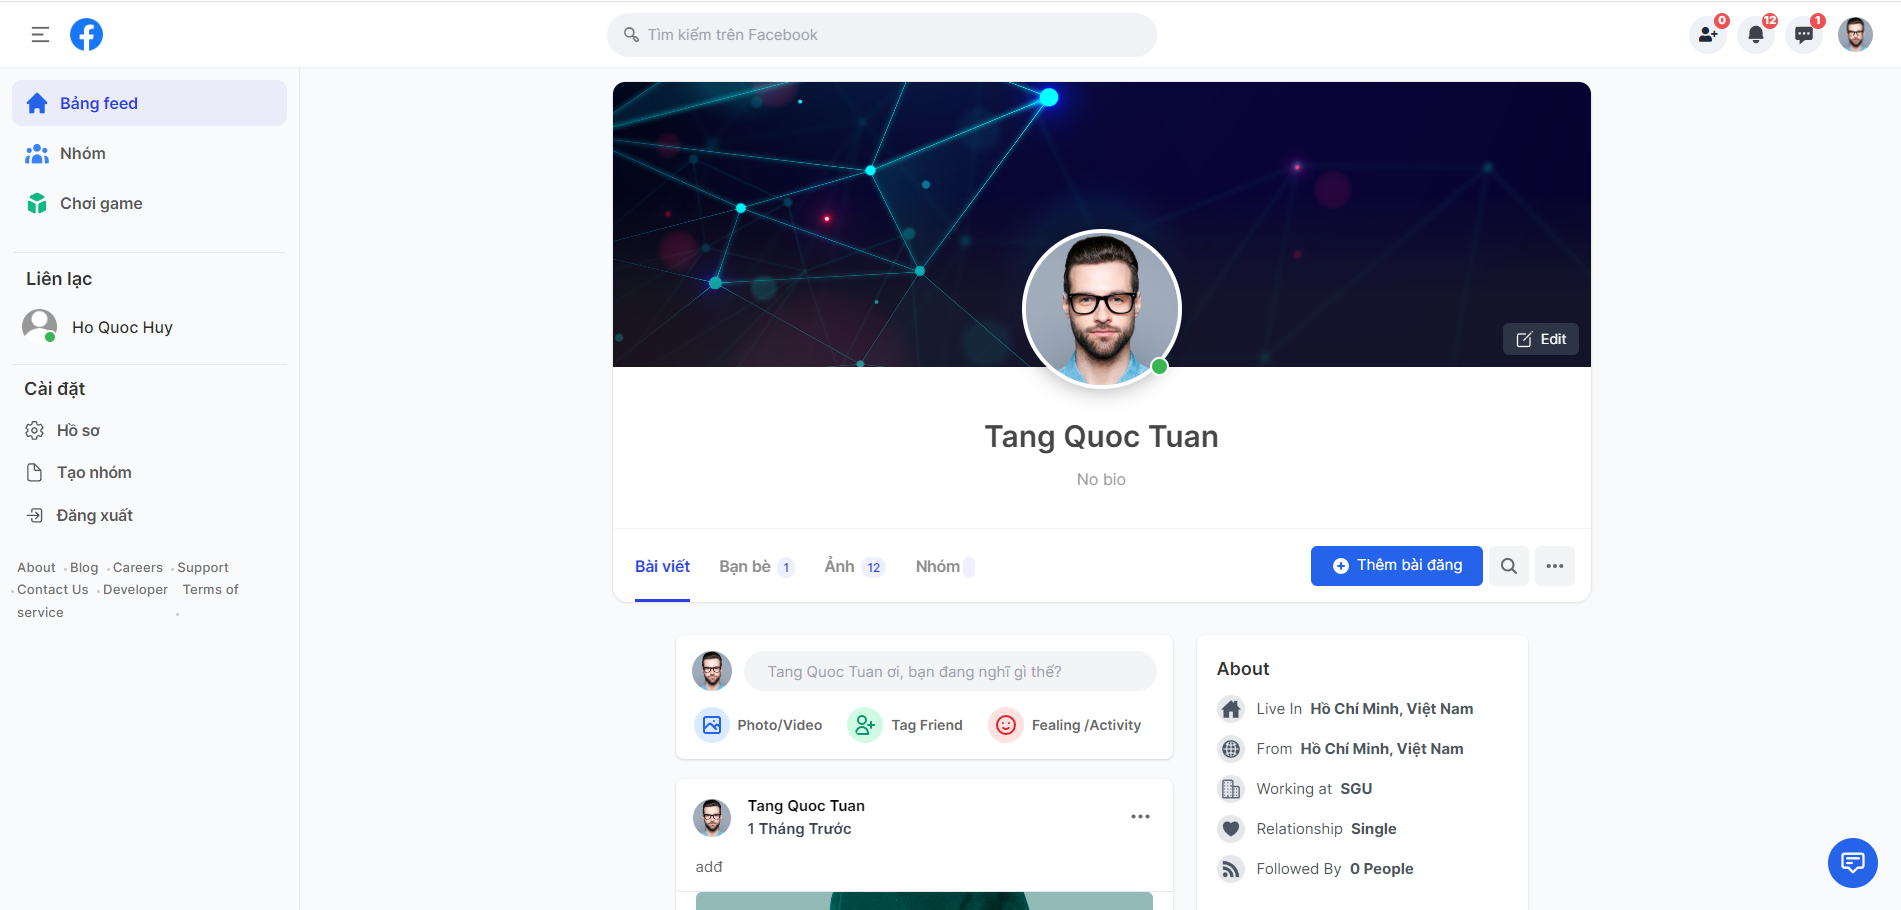 Tìm kiếm trên Facebook
0
12
1
Bảng feed
Nhóm
Chơi game
Liên lạc
Ho Quoc Huy
Cài đặt
Hồ sơ
Tạo nhóm
Đăng xuất
About Blog Careers Support
Contact Us Developer Terms of
service
Edit
Tang Quoc Tuan
No bio
Bài viết
Bạn bè 1
Ảnh 12
Nhóm
Thêm bài đăng
Tang Quoc Tuan ơi, bạn đang nghĩ gì thế?
Photo/Video
Tag Friend
Fealing /Activity
Tang Quoc Tuan
1 Tháng Trước
adđ
About
Live In Hồ Chí Minh, Việt Nam
From Hồ Chí Minh, Việt Nam
Working at SGU
Relationship Single
Followed By 0 People